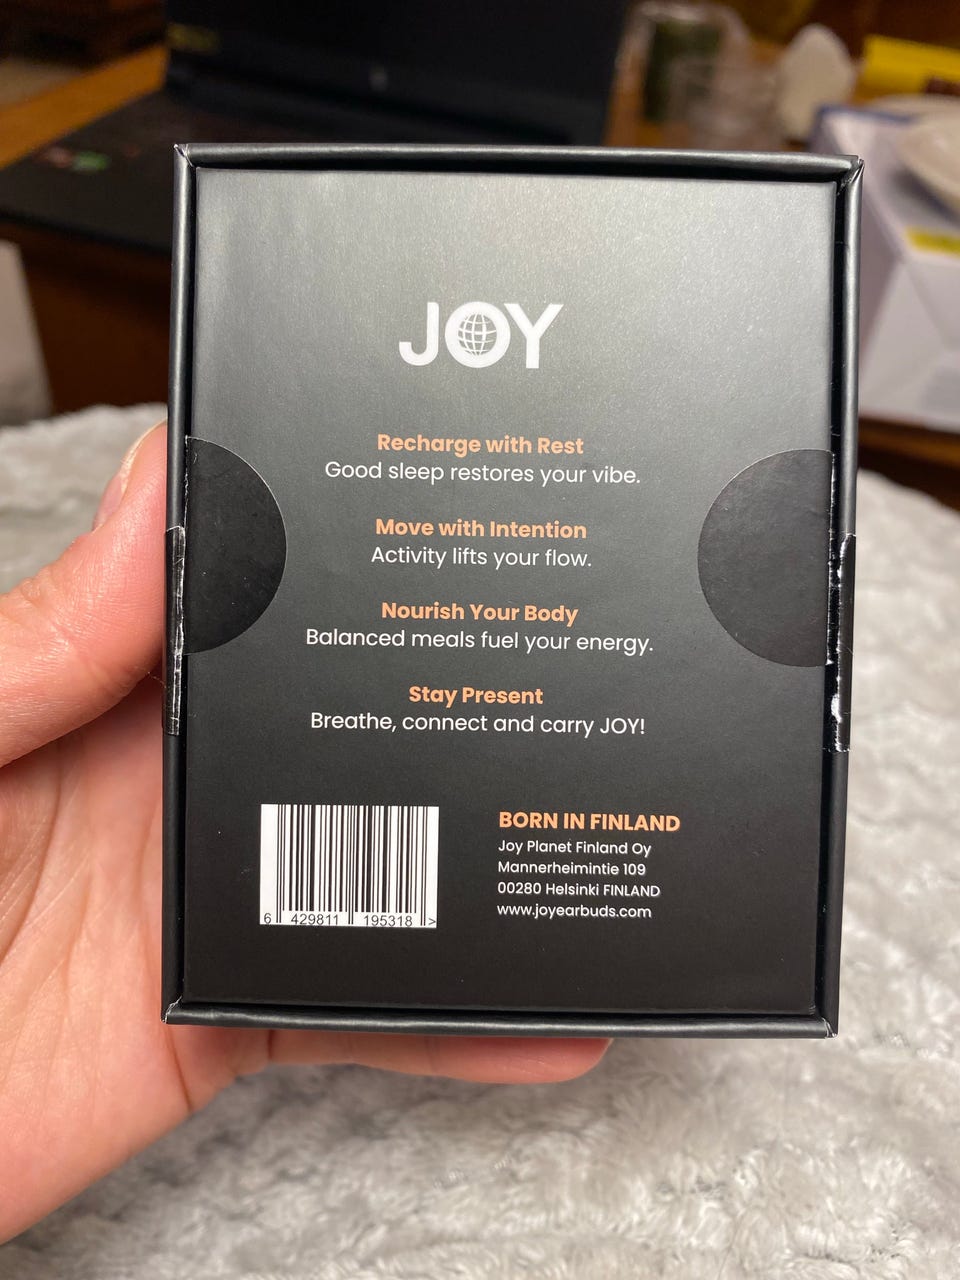 JOY
Recharge with Rest
Good sleep restores your vibe.
Move with Intention
Activity lifts your flow.
Nourish Your Body
Balanced meals fuel your energy.
Stay Present
Breathe, connect and carry JOY!
6 429811 195318 >
BORN IN FINLAND
Joy Planet Finland Oy
Mannerheimintie 109
00280 Helsinki FINLAND
www.joyearbuds.com